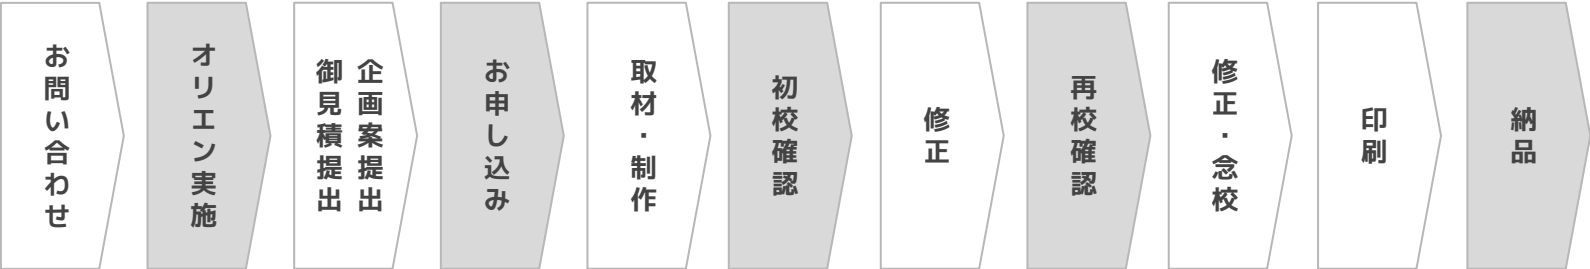 お問い合わせ
オリエン実施
企画案提出
御見積提出
お申し込み
取材・制作
初校確認
修正
再校確認
修正・念校
印刷
納品